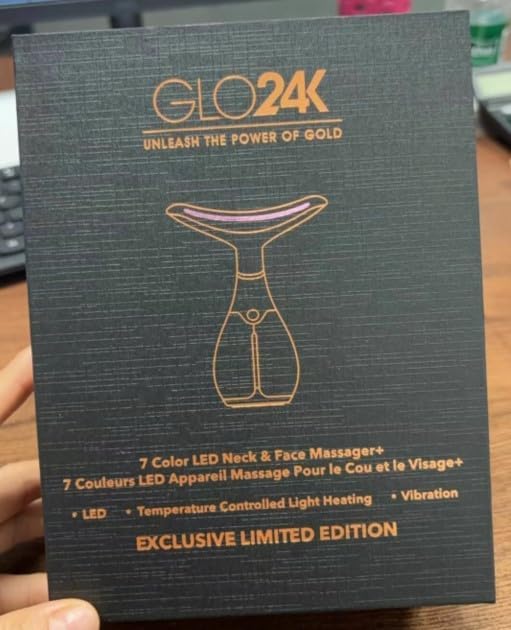 GLO24K
UNLEASH THE POWER OF GOLD
7 Color LED Neck & Face Massager+
7 Couleurs LED Appareil Massage Pour le Cou et le Visage+
• LED • Temperature Controlled Light Heating • Vibration
EXCLUSIVE LIMITED EDITION